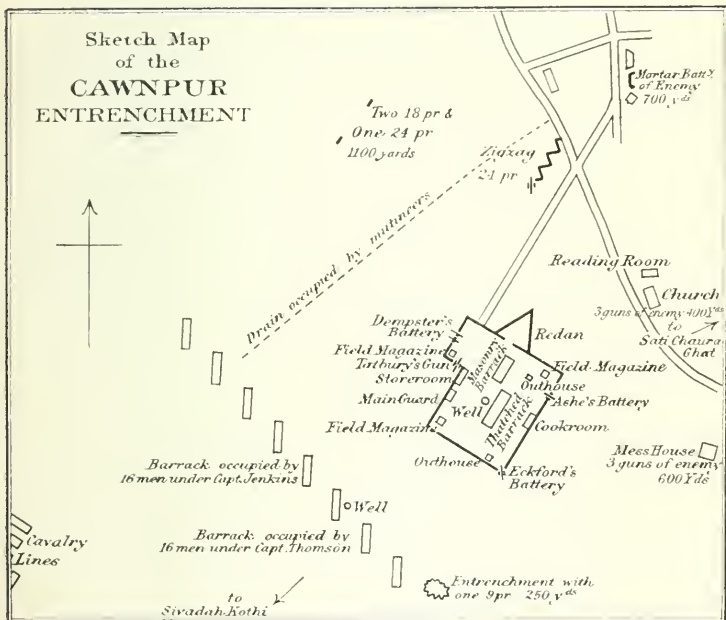 Sketch Map
of the
CAWNPUR
ENTRENCHMENT
Two 18 pr &
One 24 pr
1100 yards
Mortar Batty.
of Enemy
700 yds
Zigzag
24 pr
Drain occupied by mutineers
Reading Room
Church
3 guns of enemy 400 Yds
to
Sati Chaura
Ghat
Dempster's
Battery
Redan
Field Magazine
Totbury's Gun
Storeroom
Main Guard
Field Magazine
Masonry
Barrack
Well
Thatched
Barrack
Field Magazine
Outhouse
Ashe's Battery
Cookroom
Outhouse
Eckford's
Battery
Mess House
3 guns of enemy
600 Yds
Barrack occupied by
16 men under Capt. Jenkins
Well
Barrack occupied by
16 men under Capt. Thomson
Cavalry
Lines
to
Sivadah Kothi
Entrenchment with
one 9 pr 250 yds